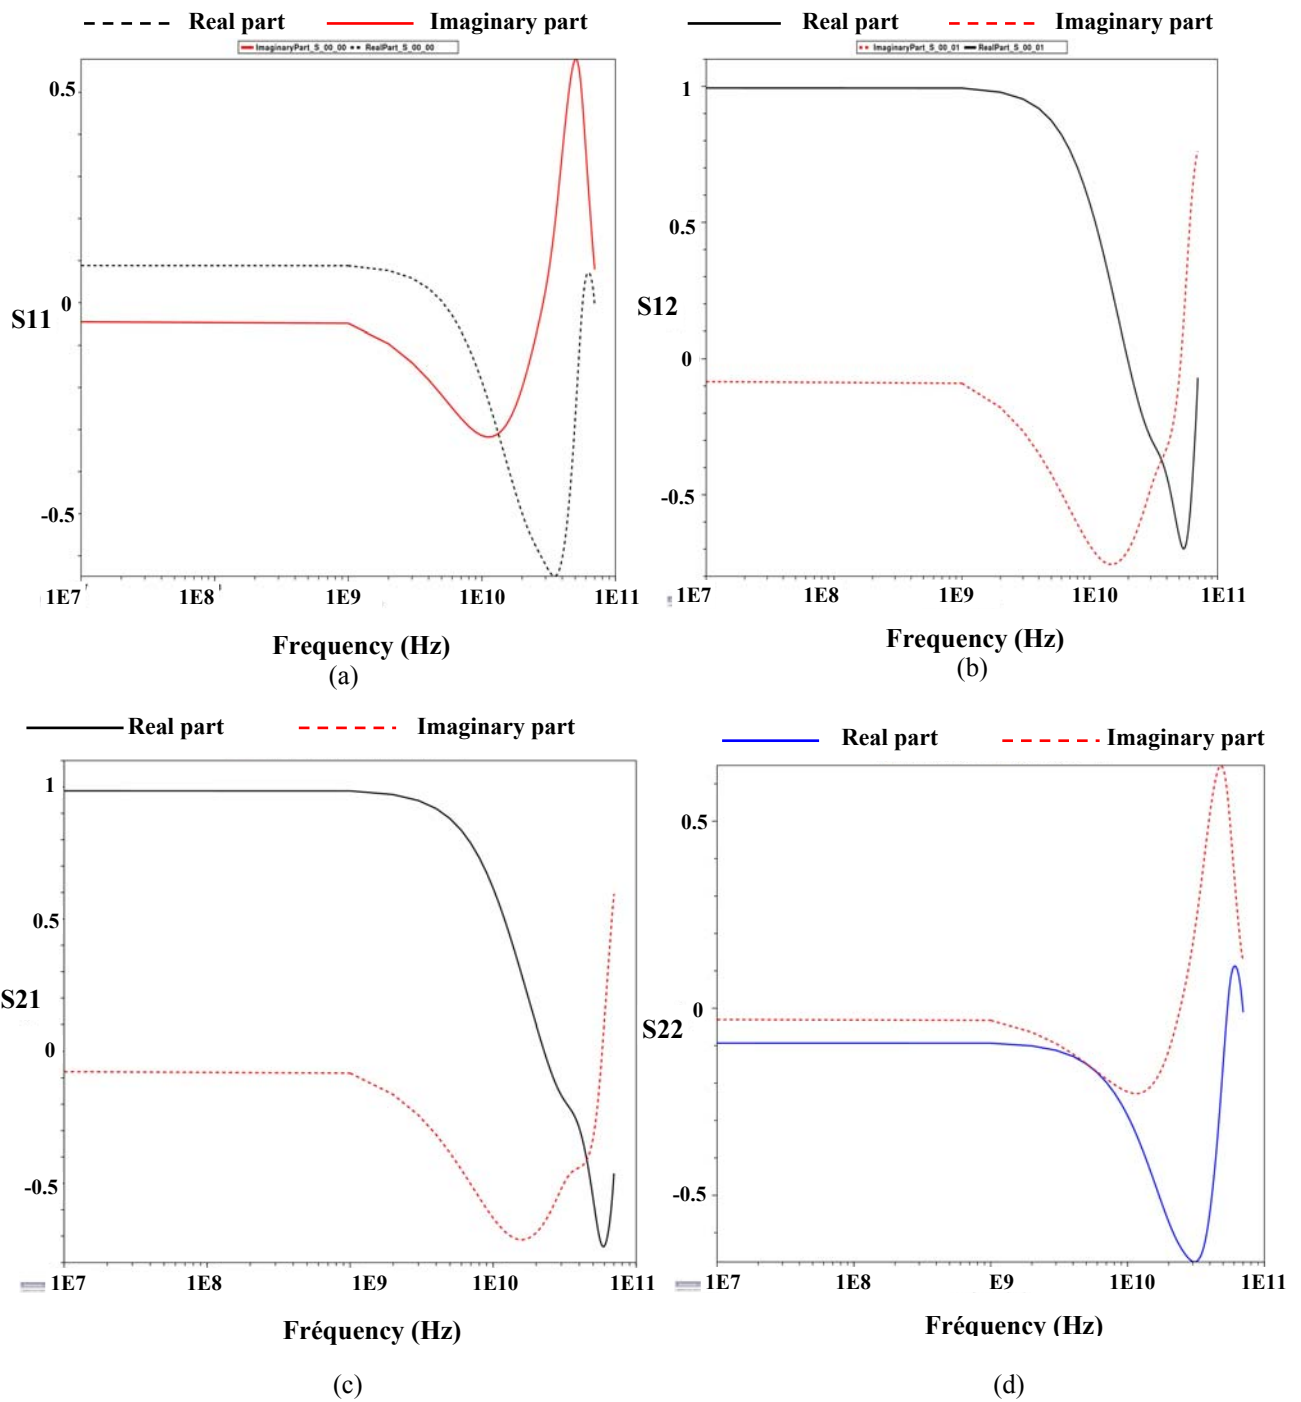 Real part Imaginary part
ImaginaryPart_S_00_00 RealPart_S_00_00
0.5
0
S11
-0.5
1E7 1E8 1E9 1E10 1E11
Frequency (Hz)
(a)
Real part Imaginary part
ImaginaryPart_S_00_01 RealPart_S_00_01
1
0.5
S12
0
-0.5
1E7 1E8 1E9 1E10 1E11
Frequency (Hz)
(b)
Real part Imaginary part
1
0.5
S21
0
-0.5
1E7 1E8 1E9 1E10 1E11
Fréquency (Hz)
(c)
Real part Imaginary part
0.5
0
S22
-0.5
1E7 1E8 E9 1E10 1E11
Fréquency (Hz)
(d)